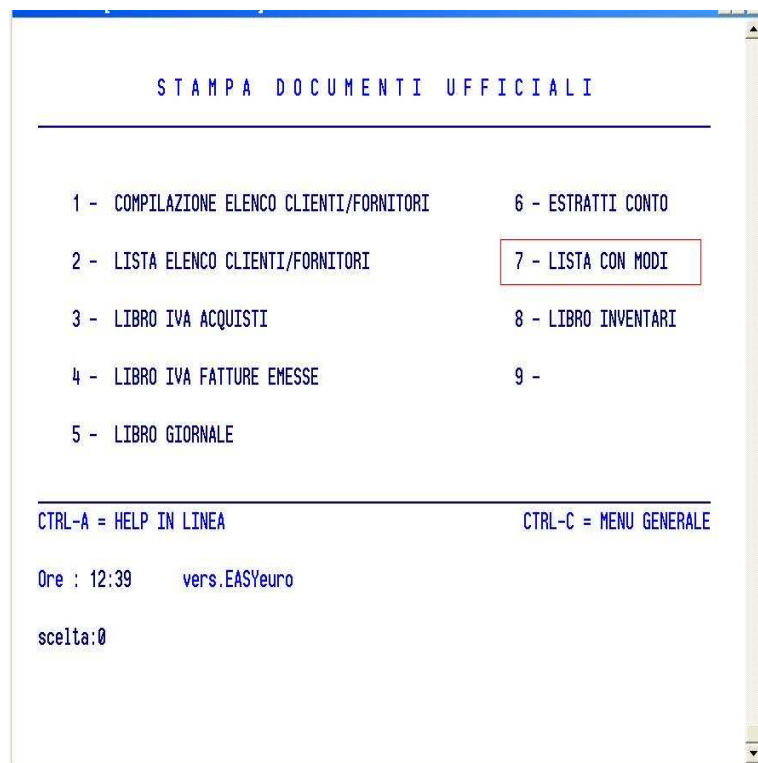 STAMPA DOCUMENTI UFFICIALI
1 - COMPILAZIONE ELENCO CLIENTI/FORNITORI
6 - ESTRATTI CONTO
2 - LISTA ELENCO CLIENTI/FORNITORI
7 - LISTA CON MODI
3 - LIBRO IVA ACQUISTI
8 - LIBRO INVENTARI
4 - LIBRO IVA FATTURE EMESSE
9 -
5 - LIBRO GIORNALE
CTRL-A = HELP IN LINEA
CTRL-C = MENU GENERALE
Ore : 12:39 vers.EASYeuro
scelta:0